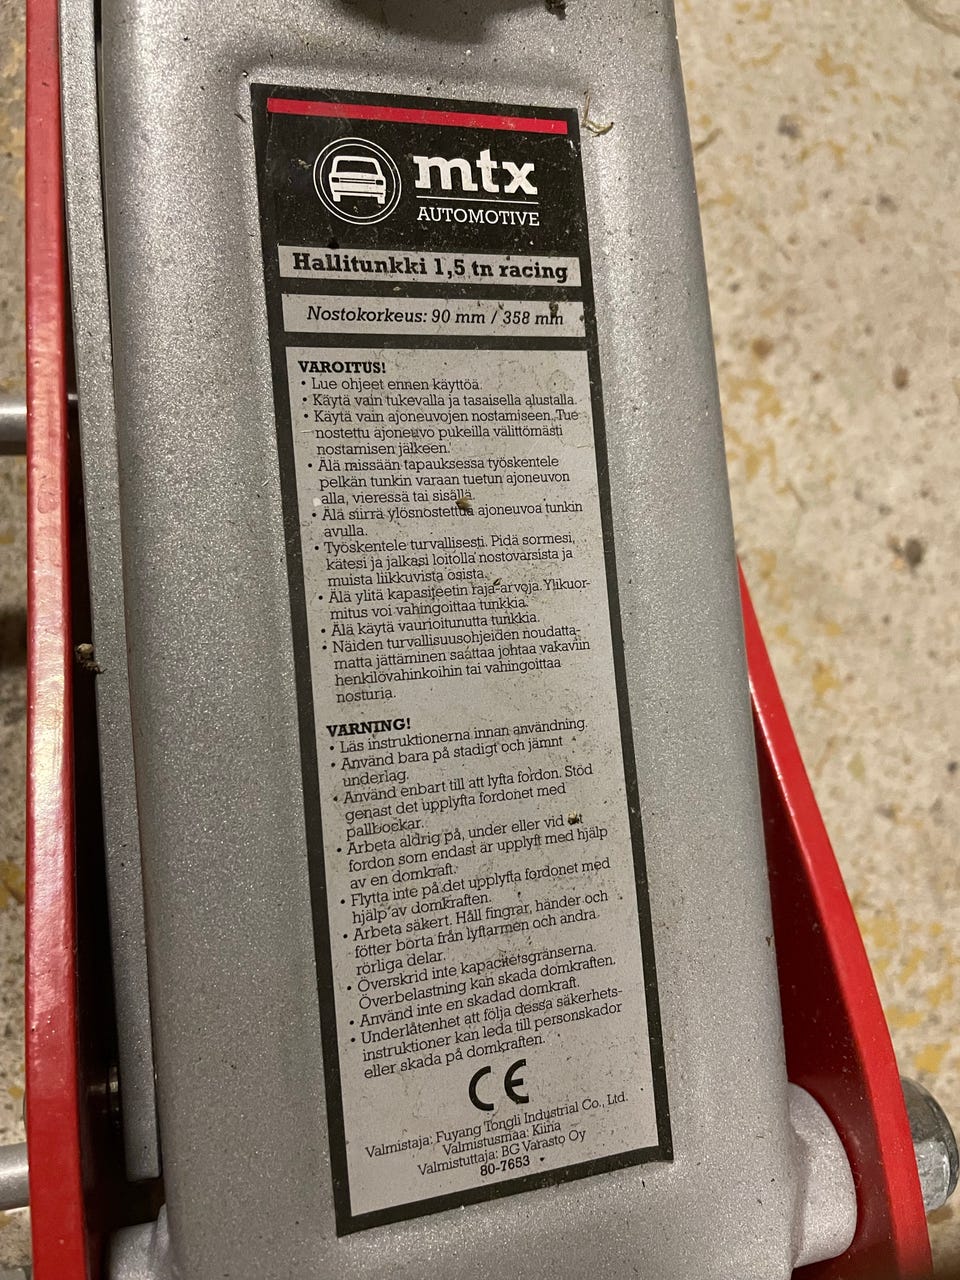 mtx
AUTOMOTIVE
Hallitunkki 1,5 tn racing
Nostokorkeus: 90 mm / 358 mm
VAROITUS!
• Lue ohjeet ennen käyttöä.
• Käytä vain tukevalla ja tasaisella alustalla.
• Käytä vain ajoneuvojen nostamiseen. Tue
nostettu ajoneuvo pukeilla välittömästi
nostamisen jälkeen.
• Älä missään tapauksessa työskentele
pelkän tunkin varaan tuetun ajoneuvon
alla, vieressä tai sisällä.
• Älä siirrä ylösnostettua ajoneuvoa tunkin
avulla.
• Työskentele turvallisesti. Pidä sormesi,
kätesi ja jalkasi loitolla nostovarsista ja
muista liikkuvista osista.
• Älä ylitä kapasiteetin raja-arvoja. Ylikuor-
mitus voi vahingoittaa tunkkia.
• Älä käytä vaurioitunutta tunkkia.
• Näiden turvallisuusohjeiden noudatta-
matta jättäminen saattaa johtaa vakaviin
henkilövahinkoihin tai vahingoittaa
nosturia.
VARNING!
• Läs instruktionerna innan användning.
• Använd bara på stadigt och jämnt
underlag.
• Använd enbart till att lyfta fordon. Stöd
genast det upplyfta fordonet med
pallbockar.
• Arbeta aldrig på, under eller vid ett
fordon som endast är upplyft med hjälp
av en domkraft.
• Flytta inte på det upplyfta fordonet med
hjälp av domkraften.
• Arbeta säkert. Håll fingrar, händer och
fötter borta från lyftarmen och andra
rörliga delar.
• Överskrid inte kapacitetsgränserna.
Överbelastning kan skada domkraften.
• Använd inte en skadad domkraft.
• Underlåtenhet att följa dessa säkerhets-
instruktioner kan leda till personskador
eller skada på domkraften.
CE
Valmistaja: Fuyang Tongli Industrial Co., Ltd.
Valmistusmaa: Kiina
Valmistuttaja: BG Varasto Oy
80-7653